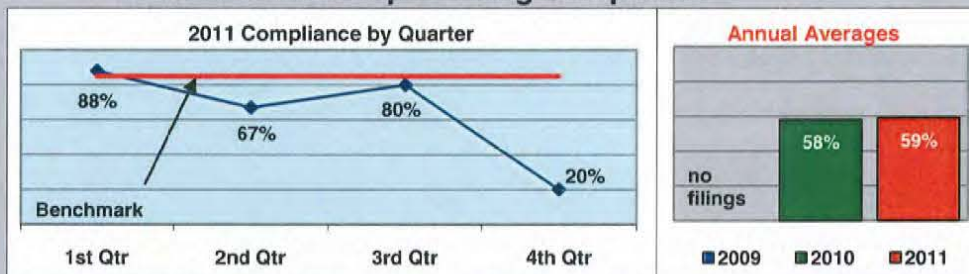 2011 Compliance by Quarter
88%
67%
80%
20%
Benchmark
1st Qtr
2nd Qtr
3rd Qtr
4th Qtr
Annual Averages
no
filings
58%
59%
2009
2010
2011